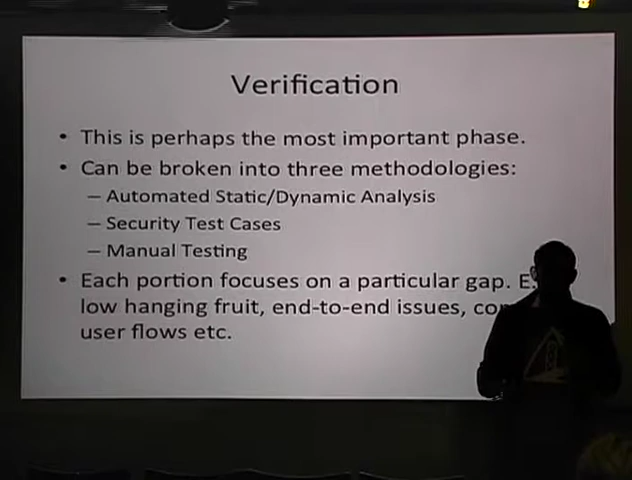 Verification
• This is perhaps the most important phase.
• Can be broken into three methodologies:
– Automated Static/Dynamic Analysis
– Security Test Cases
– Manual Testing
• Each portion focuses on a particular gap.
low hanging fruit, end-to-end issues,
user flows etc.